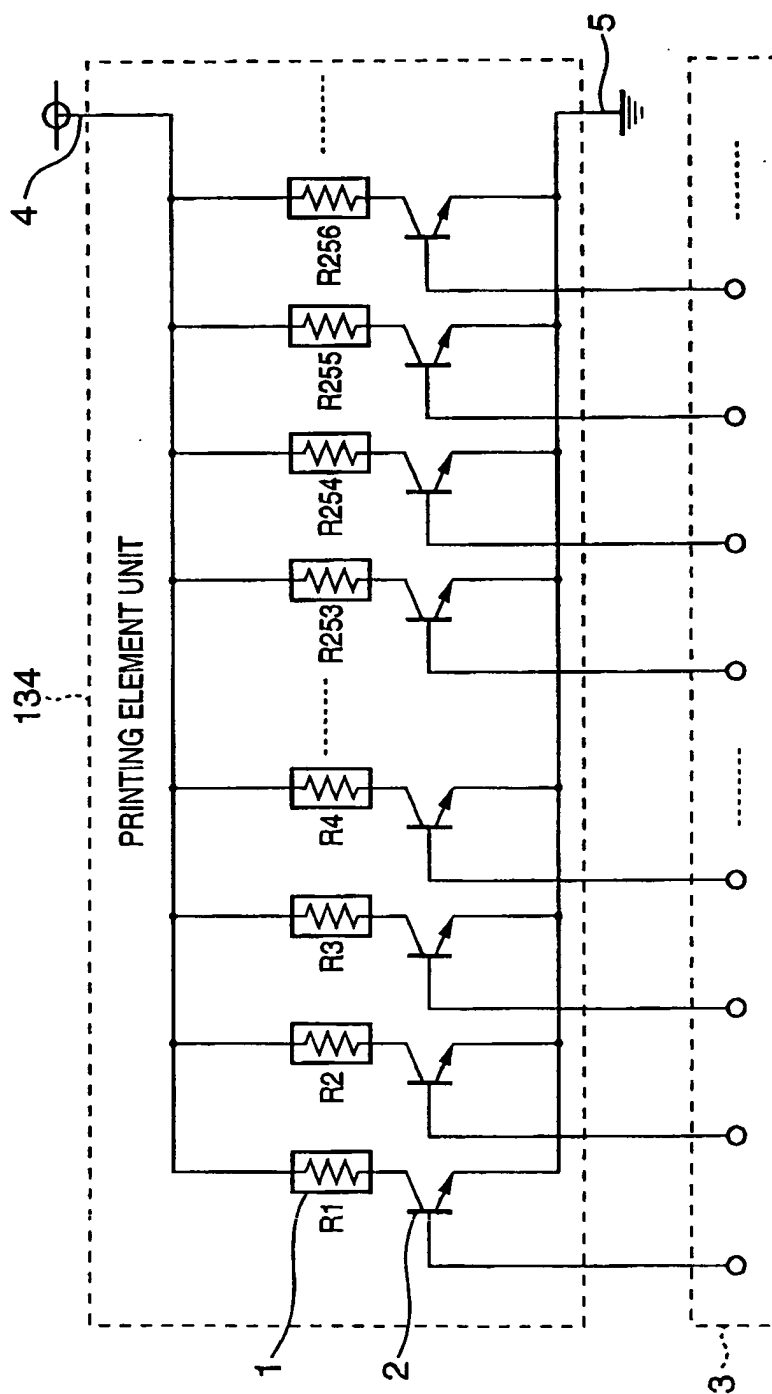 134
4
PRINTING ELEMENT UNIT
1
R1
R2
R3
R4
R253
R254
R255
R256
2
5
3